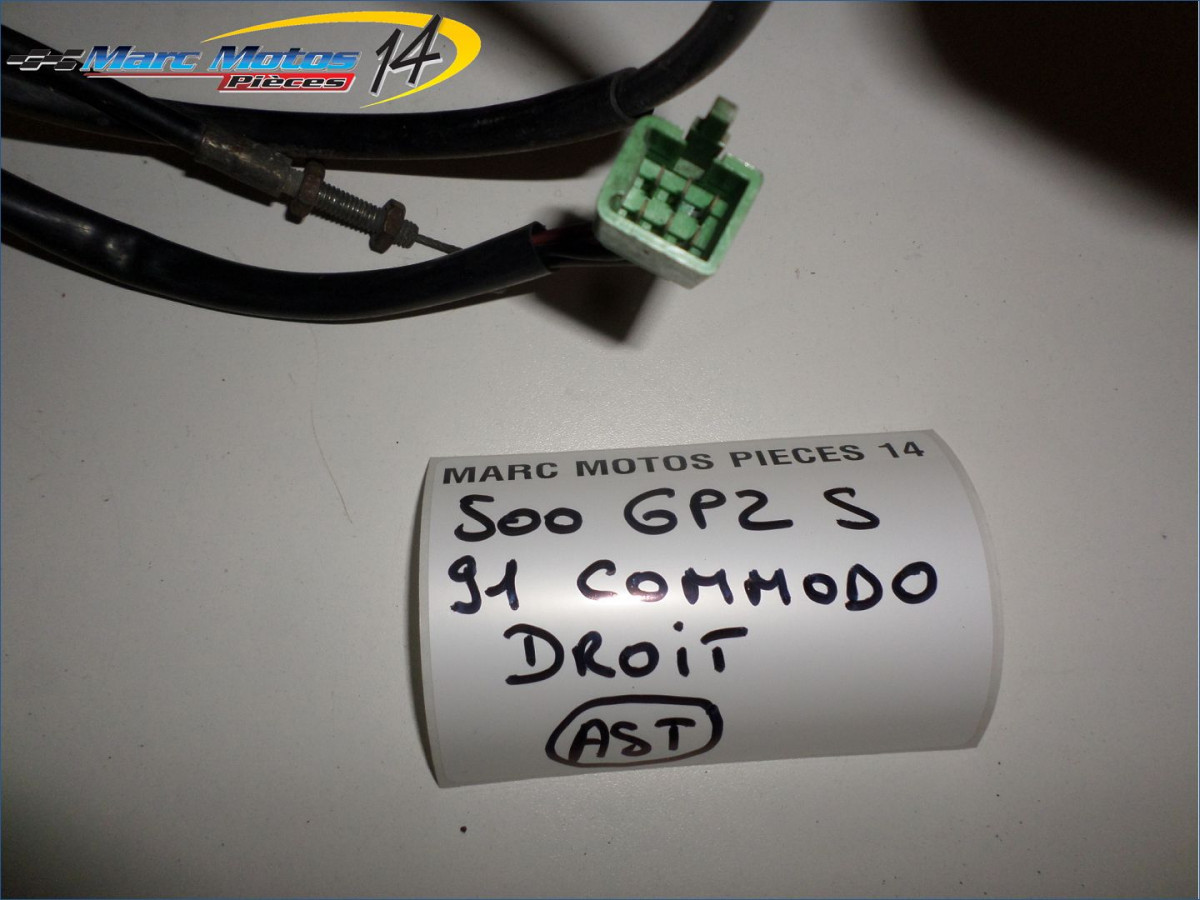 Marc Motos 14
Pièces
MARC MOTOS PIECES 14
500 GPZ S
91 COMMODO
DROIT
AST